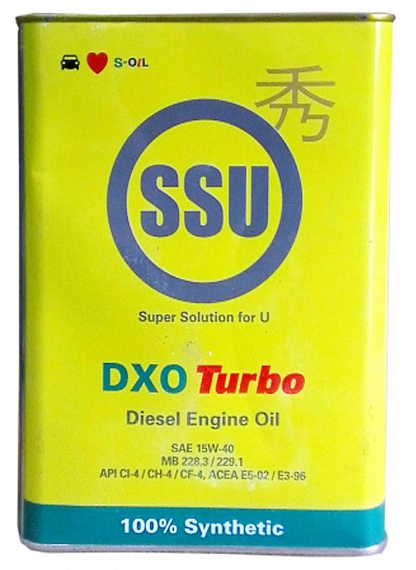 S-OIL
秀
SSU
Super Solution for U
DXO Turbo
Diesel Engine Oil
SAE 15W-40
MB 228.3 / 229.1
API CI-4 / CH-4 / CF-4, ACEA E5-02 / E3-96
100% Synthetic